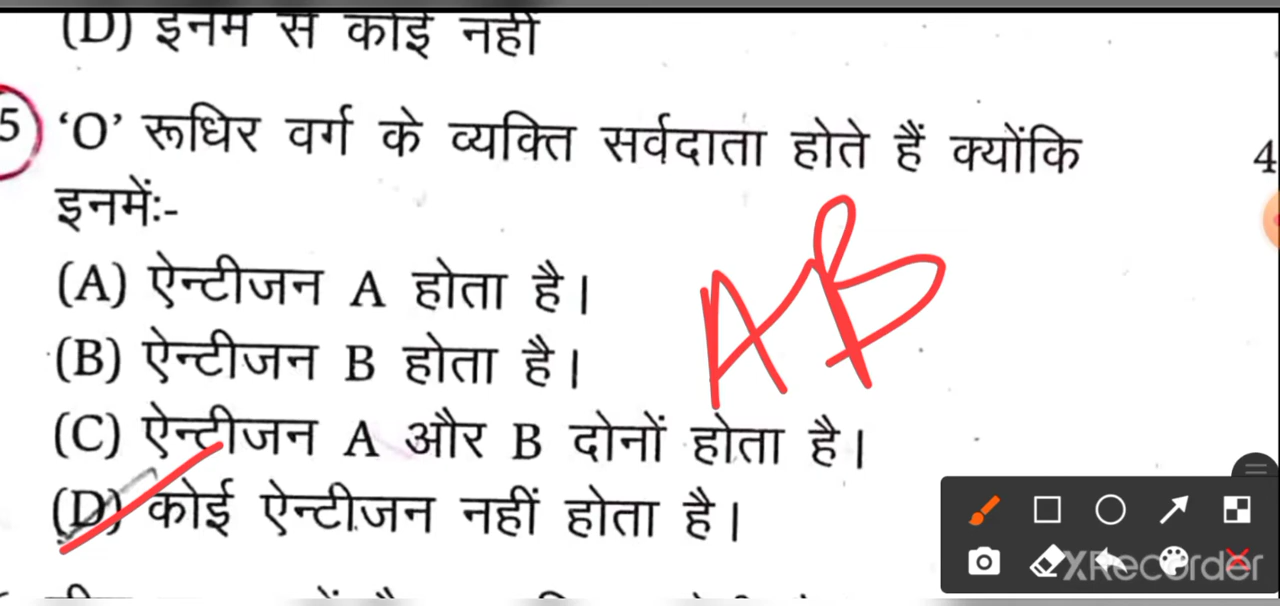 (D) इनमें से कोई नहीं
5 ‘O’ रूधिर वर्ग के व्यक्ति सर्वदाता होते हैं क्योंकि
इनमेंः-
(A) ऐन्टीजन A होता है।
(B) ऐन्टीजन B होता है।
(C) ऐन्टीजन A और B दोनों होता है।
(D) कोई ऐन्टीजन नहीं होता है।
AB
4
XRecorder